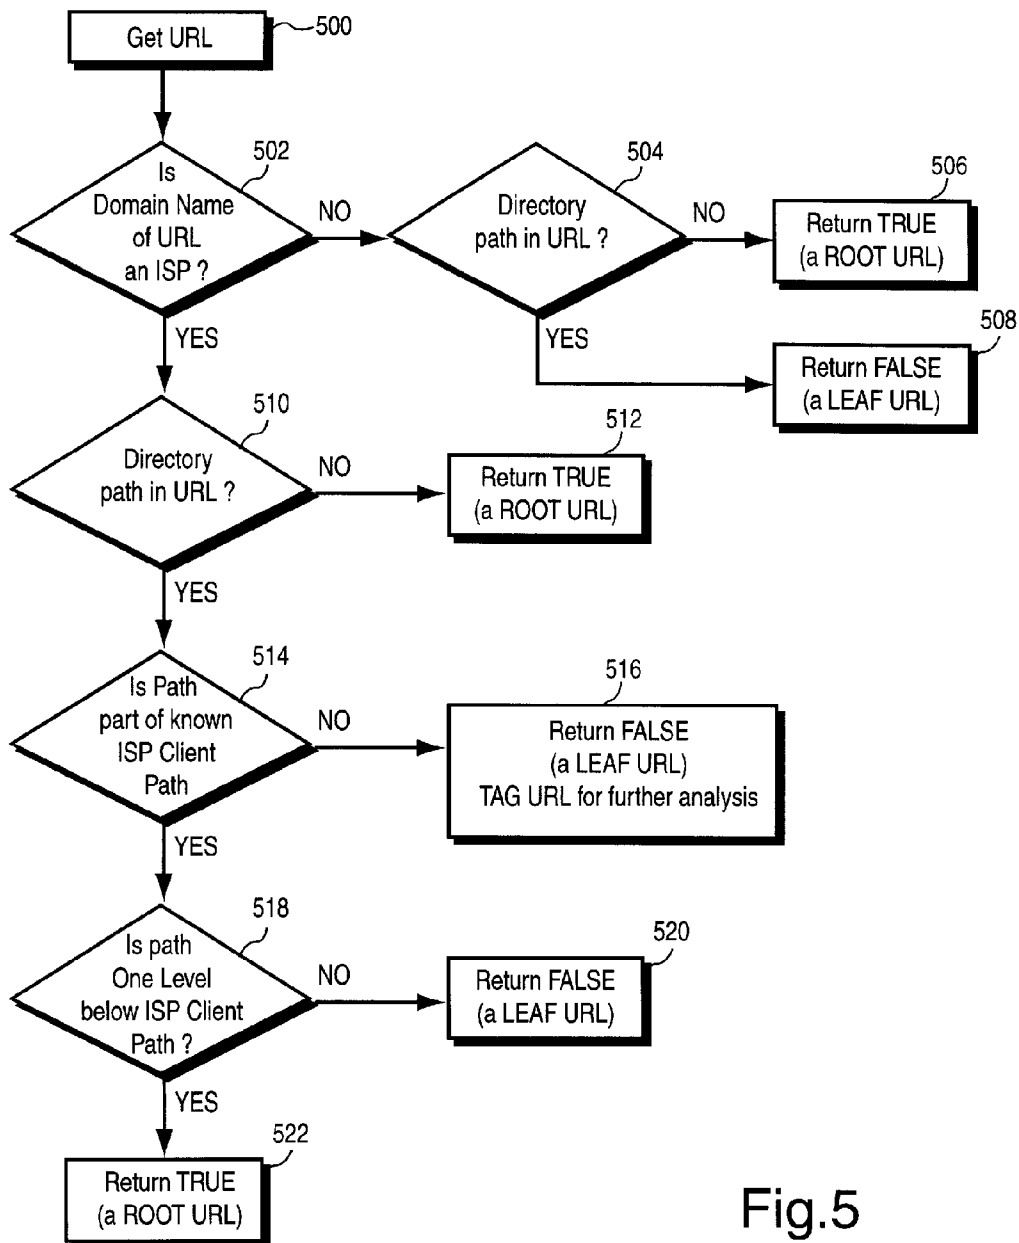 Get URL
500
Is
Domain Name
of URL
an ISP ?
502
NO
YES
Directory
path in URL ?
504
NO
YES
Return TRUE
(a ROOT URL)
506
Return FALSE
(a LEAF URL)
508
Directory
path in URL ?
510
NO
YES
Return TRUE
(a ROOT URL)
512
Is Path
part of known
ISP Client
Path
514
NO
YES
Return FALSE
(a LEAF URL)
TAG URL for further analysis
516
Is path
One Level
below ISP Client
Path ?
518
NO
YES
Return FALSE
(a LEAF URL)
520
Return TRUE
(a ROOT URL)
522
Fig.5